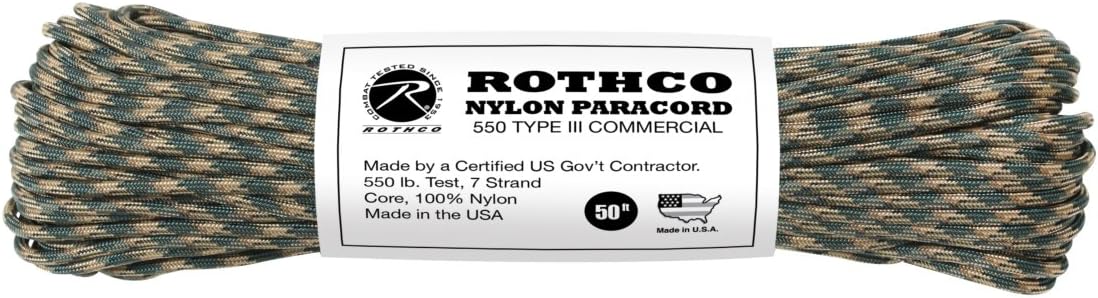 COMBAT TESTED SINCE 1953
R®
ROTHCO
ROTHCO
NYLON PARACORD
550 TYPE III COMMERCIAL
Made by a Certified US Gov't Contractor.
550 lb. Test, 7 Strand
Core, 100% Nylon
Made in the USA
50ft
Made in U.S.A.